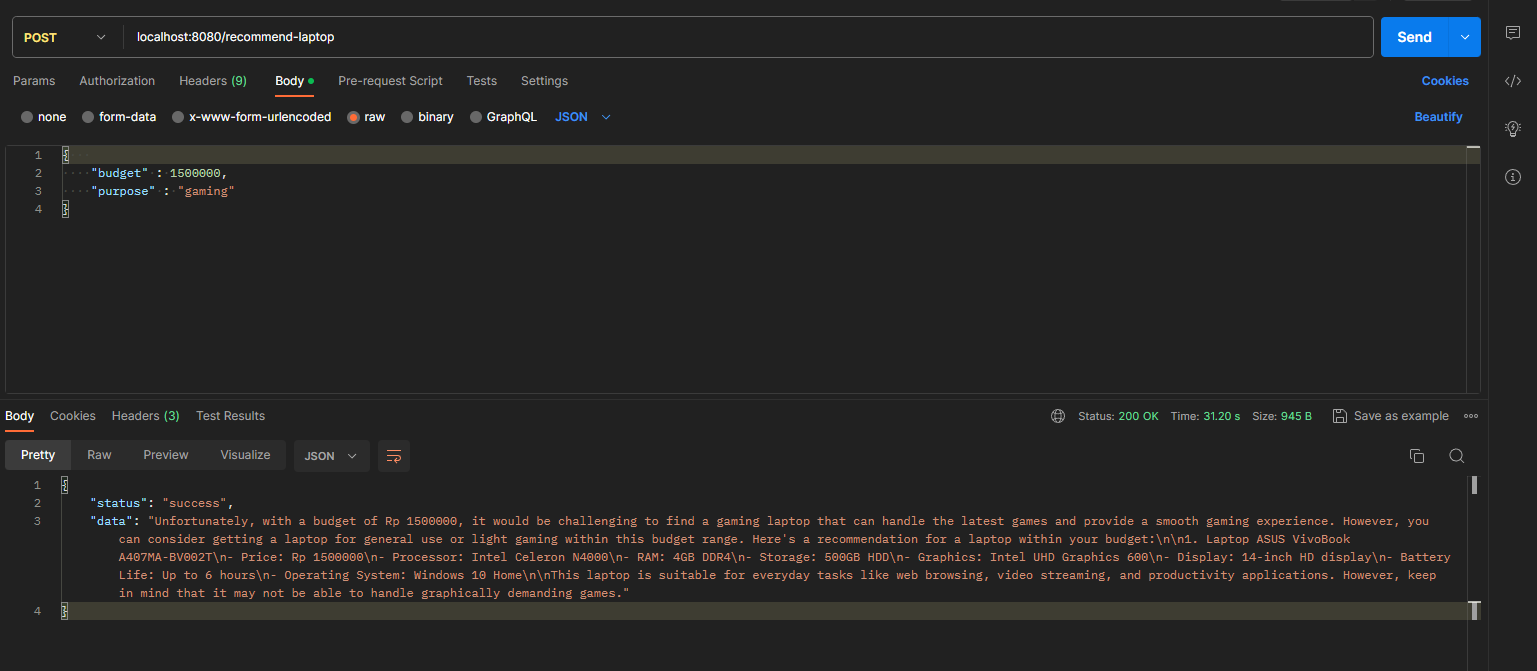 POST localhost:8080/recommend-laptop Send
Params Authorization Headers (9) Body Pre-request Script Tests Settings Cookies
none form-data x-www-form-urlencoded raw binary GraphQL JSON Beautify
1 {
2 "budget" : 1500000,
3 "purpose" : "gaming"
4 }
Body Cookies Headers (3) Test Results Status: 200 OK Time: 31.20 s Size: 945 B Save as example
Pretty Raw Preview Visualize JSON
1 {
2 "status": "success",
3 "data": "Unfortunately, with a budget of Rp 1500000, it would be challenging to find a gaming laptop that can handle the latest games and provide a smooth gaming experience. However, you
can consider getting a laptop for general use or light gaming within this budget range. Here's a recommendation for a laptop within your budget:\n\n1. Laptop ASUS VivoBook
A407MA-BV002T\n- Price: Rp 1500000\n- Processor: Intel Celeron N4000\n- RAM: 4GB DDR4\n- Storage: 500GB HDD\n- Graphics: Intel UHD Graphics 600\n- Display: 14-inch HD display\n- Battery
Life: Up to 6 hours\n- Operating System: Windows 10 Home\n\nThis laptop is suitable for everyday tasks like web browsing, video streaming, and productivity applications. However, keep
in mind that it may not be able to handle graphically demanding games."
4 }